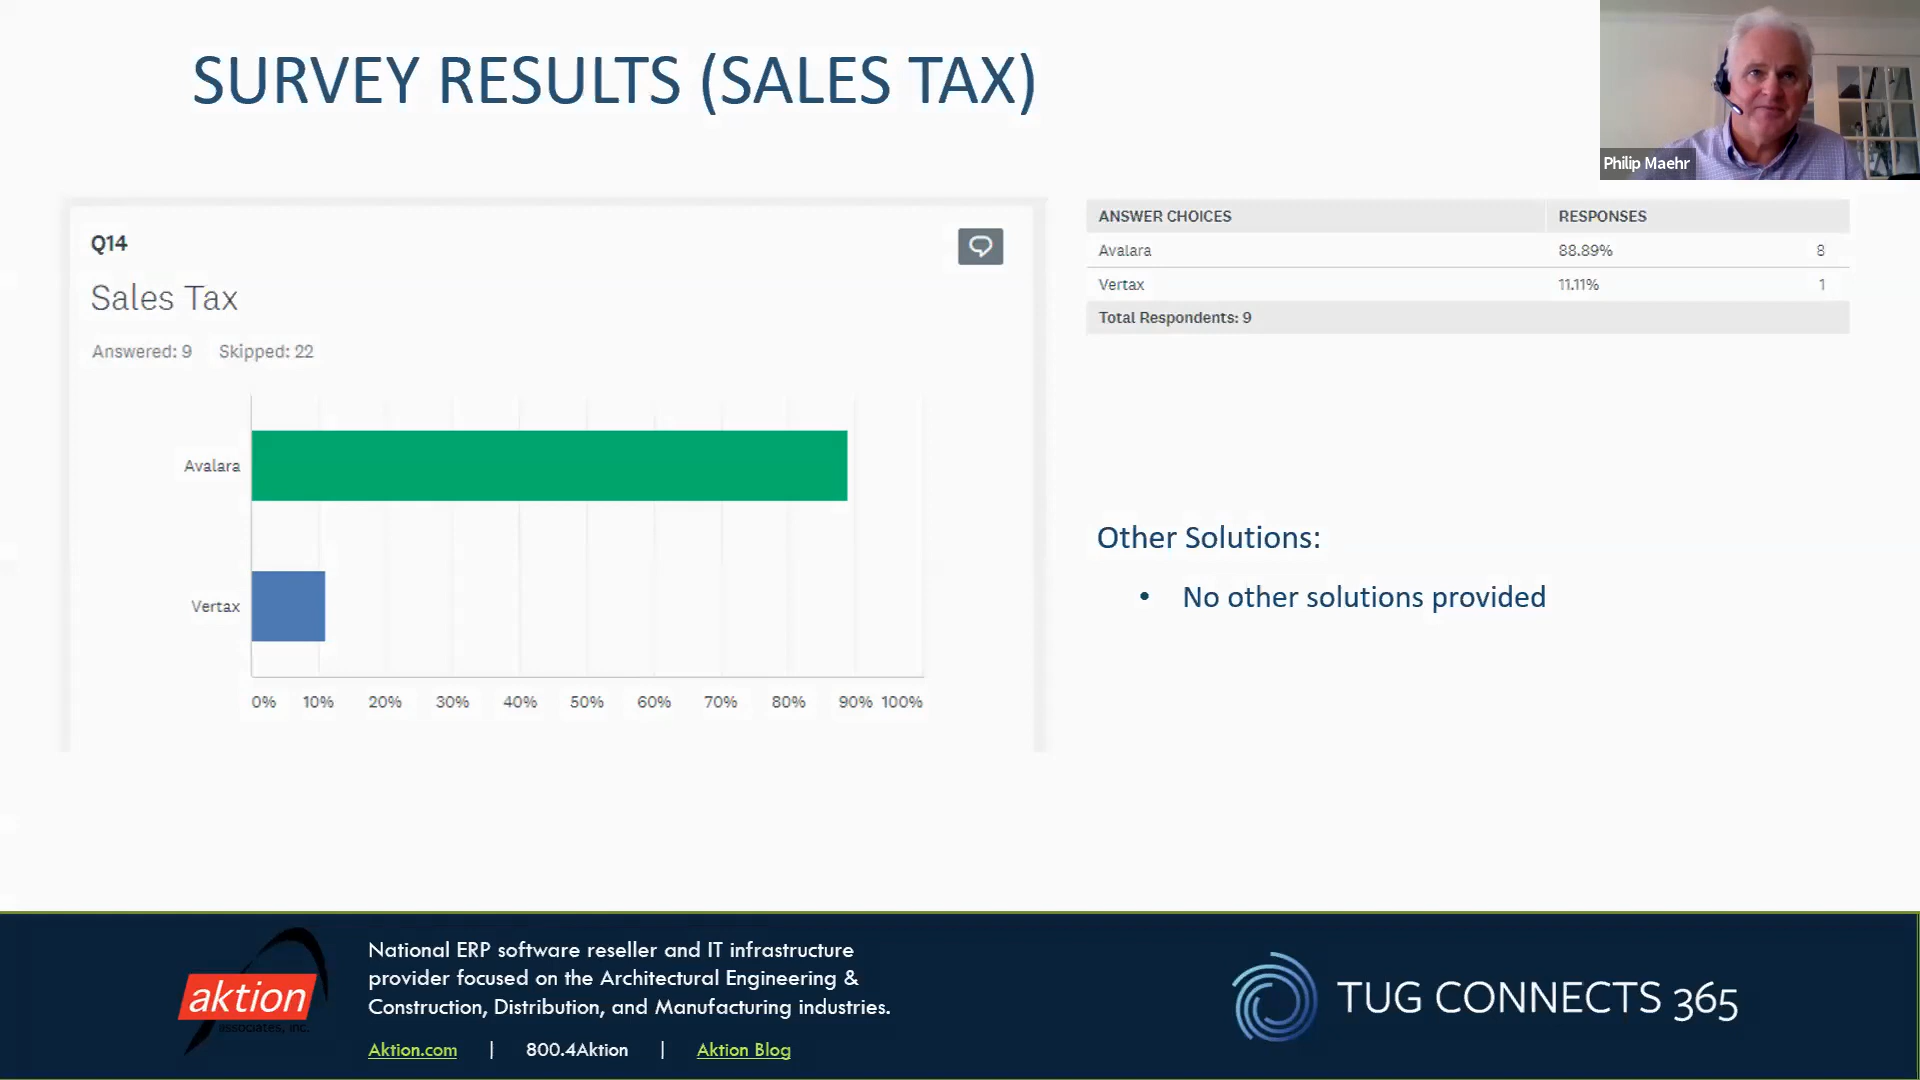 SURVEY RESULTS (SALES TAX)
Philip Maehr
Q14
Sales Tax
Answered: 9 Skipped: 22
Avalara
Vertax
0% 10% 20% 30% 40% 50% 60% 70% 80% 90% 100%
ANSWER CHOICES RESPONSES
Avalara 88.89% 8
Vertax 11.11% 1
Total Respondents: 9
Other Solutions:
• No other solutions provided
aktion
associates, inc.
National ERP software reseller and IT infrastructure
provider focused on the Architectural Engineering &
Construction, Distribution, and Manufacturing industries.
Aktion.com | 800.4Aktion | Aktion Blog
TUG CONNECTS 365